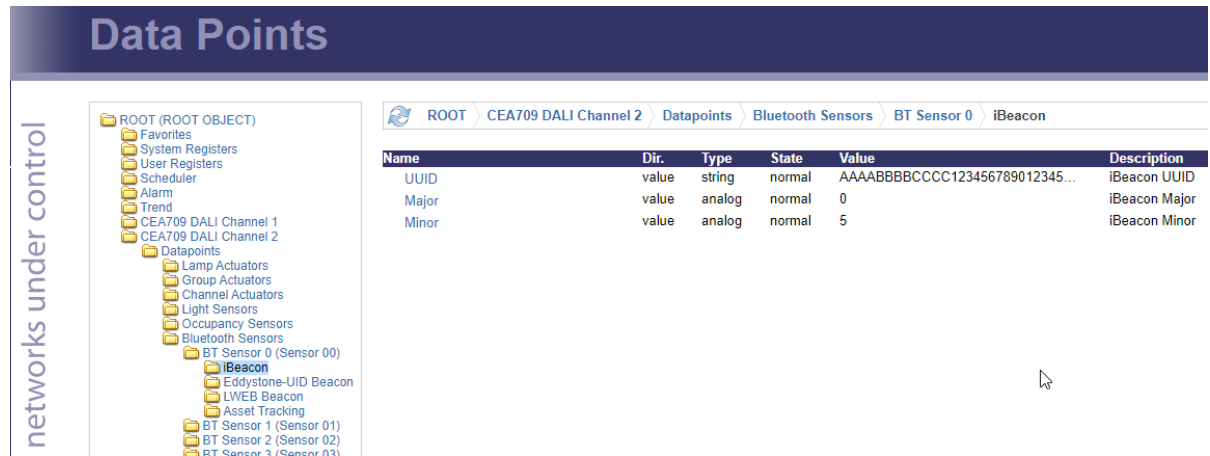 Data Points
networks under control
ROOT (ROOT OBJECT)
Favorites
System Registers
User Registers
Scheduler
Alarm
Trend
CEA709 DALI Channel 1
CEA709 DALI Channel 2
Datapoints
Lamp Actuators
Group Actuators
Channel Actuators
Light Sensors
Occupancy Sensors
Bluetooth Sensors
BT Sensor 0 (Sensor 00)
iBeacon
Eddystone-UID Beacon
LWEB Beacon
Asset Tracking
BT Sensor 1 (Sensor 01)
BT Sensor 2 (Sensor 02)
BT Sensor 3 (Sensor 03)
ROOT CEA709 DALI Channel 2 Datapoints Bluetooth Sensors BT Sensor 0 iBeacon
Name Dir. Type State Value Description
UUID value string normal AAAABBBBCCCC123456789012345... iBeacon UUID
Major value analog normal 0 iBeacon Major
Minor value analog normal 5 iBeacon Minor